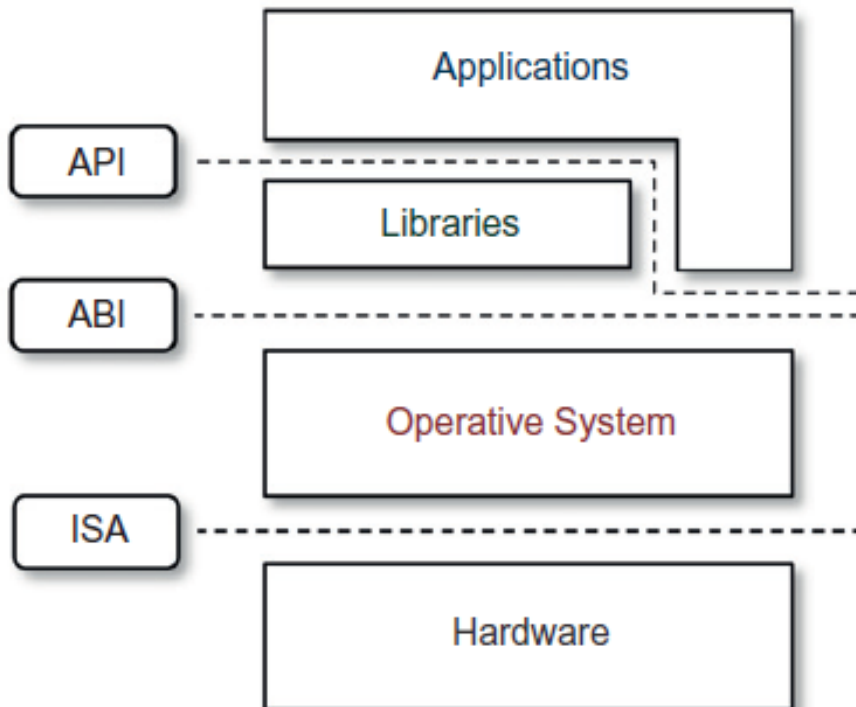 Applications
API
Libraries
ABI
Operative System
ISA
Hardware